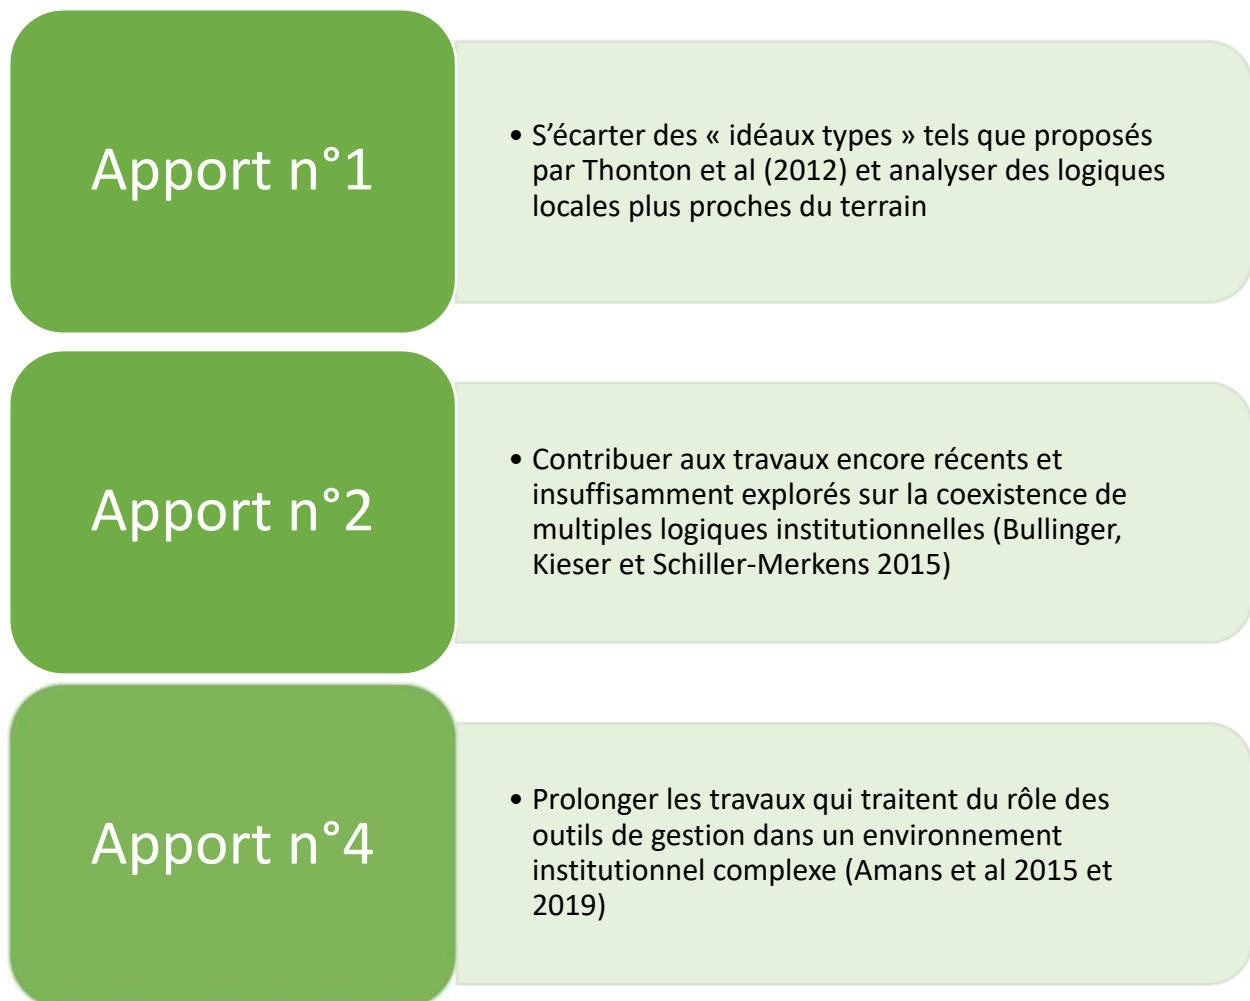 Apport n°1
• S’écarter des « idéaux types » tels que proposés
par Thonton et al (2012) et analyser des logiques
locales plus proches du terrain
Apport n°2
• Contribuer aux travaux encore récents et
insuffisamment explorés sur la coexistence de
multiples logiques institutionnelles (Bullinger,
Kieser et Schiller-Merkens 2015)
Apport n°4
• Prolonger les travaux qui traitent du rôle des
outils de gestion dans un environnement
institutionnel complexe (Amans et al 2015 et
2019)